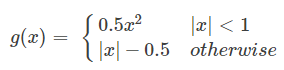 g(x) = { 0.5x² |x| < 1
|x| − 0.5 otherwise